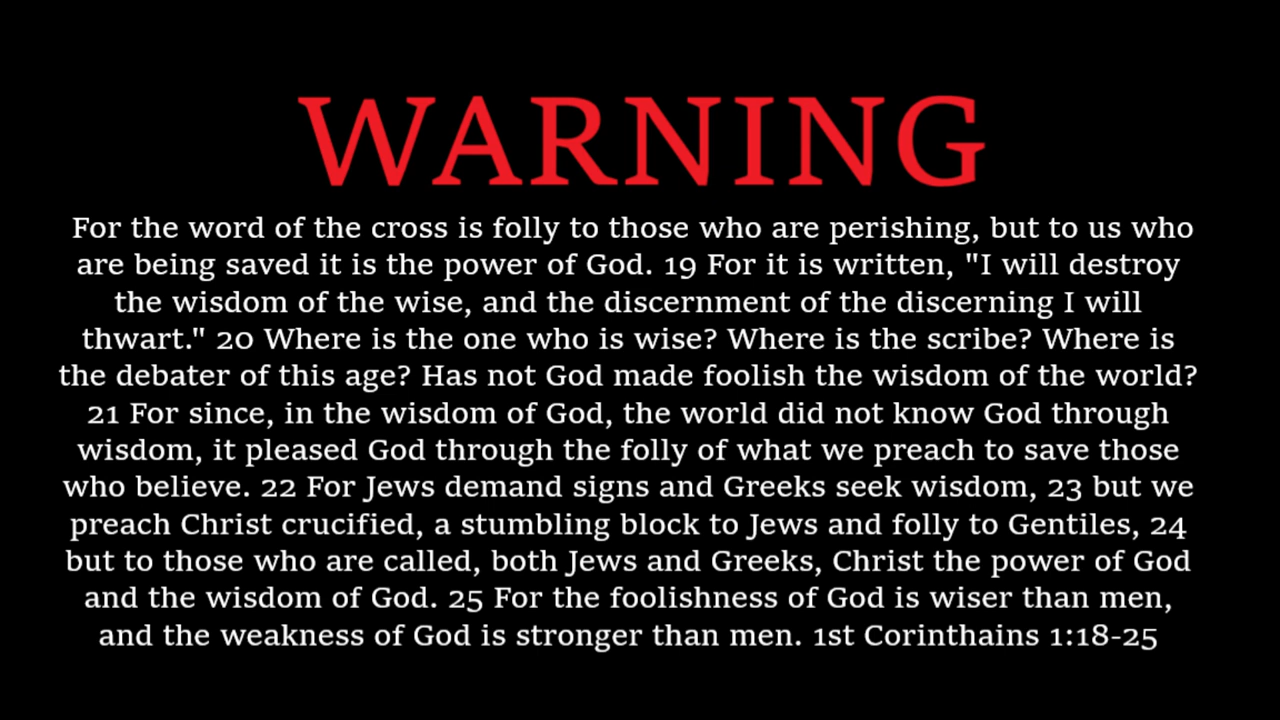 WARNING
For the word of the cross is folly to those who are perishing, but to us who
are being saved it is the power of God. 19 For it is written, "I will destroy
the wisdom of the wise, and the discernment of the discerning I will
thwart." 20 Where is the one who is wise? Where is the scribe? Where is
the debater of this age? Has not God made foolish the wisdom of the world?
21 For since, in the wisdom of God, the world did not know God through
wisdom, it pleased God through the folly of what we preach to save those
who believe. 22 For Jews demand signs and Greeks seek wisdom, 23 but we
preach Christ crucified, a stumbling block to Jews and folly to Gentiles, 24
but to those who are called, both Jews and Greeks, Christ the power of God
and the wisdom of God. 25 For the foolishness of God is wiser than men,
and the weakness of God is stronger than men. 1st Corinthains 1:18-25